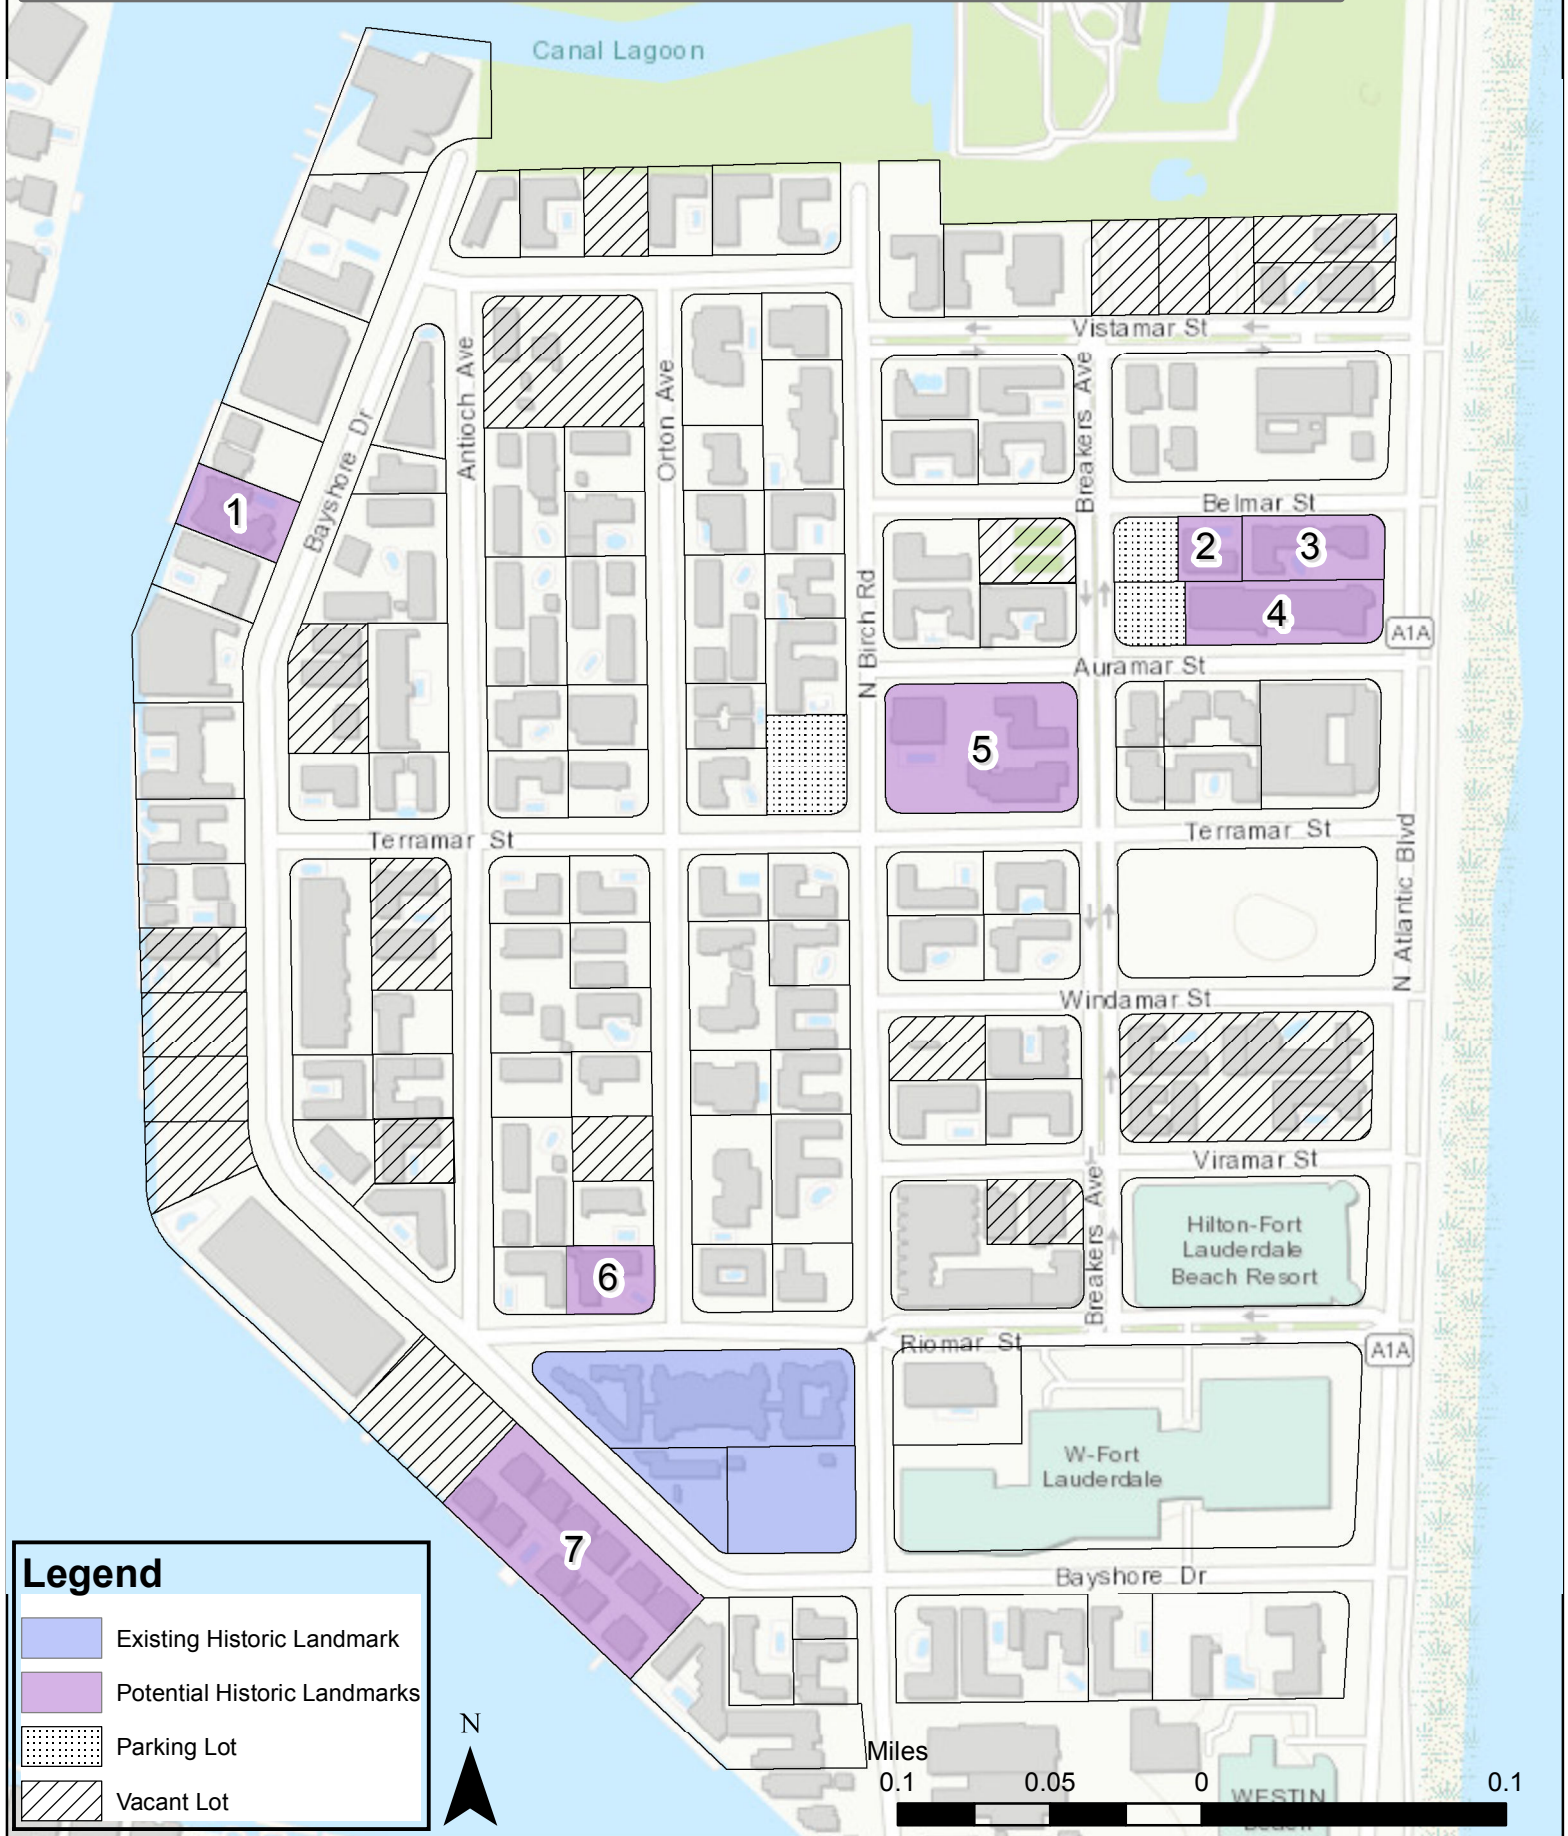 Canal Lagoon
Vistamar St
Antioch Ave
Orton Ave
Breakers Ave
Bayshore Dr
Belmar St
1
2
3
4
N Birch Rd
A1A
Auramar St
5
Terramar St
Terramar St
N Atlantic Blvd
Windamar St
Viramar St
Breakers Ave
Hilton-Fort
Lauderdale
Beach Resort
6
Riomar St
A1A
W-Fort
Lauderdale
7
Bayshore Dr
Legend
Existing Historic Landmark
Potential Historic Landmarks
Parking Lot
Vacant Lot
N
Miles
0.1 0.05 0 0.1
WESTIN
Beach